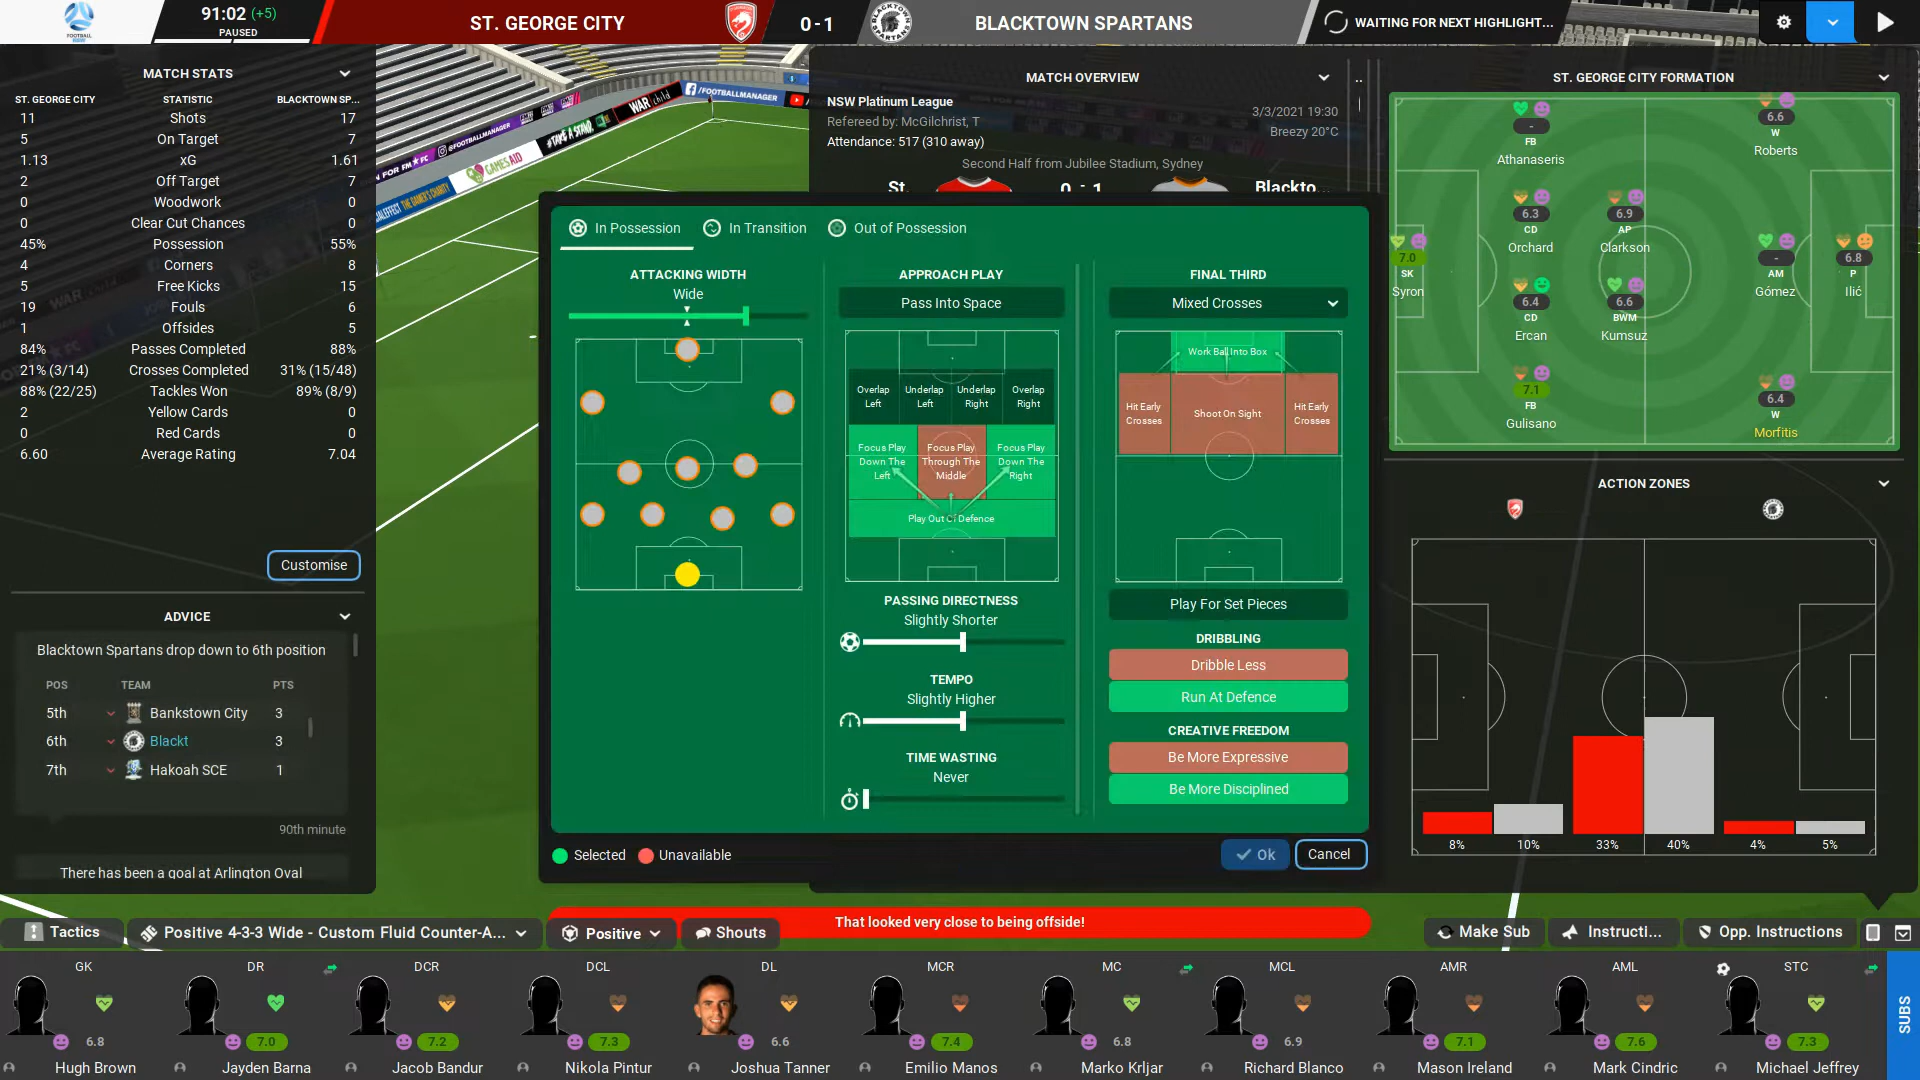 FOOTBALL
NSW
91:02 (+5)
PAUSED
ST. GEORGE CITY
0 - 1
BLACKTOWN SPARTANS
WAITING FOR NEXT HIGHLIGHT...
MATCH STATS
ST. GEORGE CITY STATISTIC BLACKTOWN SP...
11 Shots 17
5 On Target 7
1.13 xG 1.61
2 Off Target 7
0 Woodwork 0
0 Clear Cut Chances 0
45% Possession 55%
4 Corners 8
5 Free Kicks 15
19 Fouls 6
1 Offsides 5
84% Passes Completed 88%
21% (3/14) Crosses Completed 31% (15/48)
88% (22/25) Tackles Won 89% (8/9)
2 Yellow Cards 0
0 Red Cards 0
6.60 Average Rating 7.04
Customise
ADVICE
Blacktown Spartans drop down to 6th position
POS TEAM PTS
5th Bankstown City 3
6th Blackt 3
7th Hakoah SCE 1
90th minute
There has been a goal at Arlington Oval
/FOOTBALLMANAGER
WAR child
@FOOTBALLMANAGER
#TAKE A STAND.
GAMESAID
MATCH OVERVIEW
..
NSW Platinum League
Refereed by: McGilchrist, T
Attendance: 517 (310 away)
3/3/2021 19:30
Breezy 20°C
Second Half from Jubilee Stadium, Sydney
St.
0 - 1
Blackto...
In Possession
In Transition
Out of Possession
ATTACKING WIDTH
Wide
APPROACH PLAY
Pass Into Space
Overlap Left
Underlap Left
Underlap Right
Overlap Right
Focus Play Down The Left
Focus Play Through The Middle
Focus Play Down The Right
Play Out Of Defence
PASSING DIRECTNESS
Slightly Shorter
TEMPO
Slightly Higher
TIME WASTING
Never
FINAL THIRD
Mixed Crosses
Work Ball Into Box
Hit Early Crosses
Shoot On Sight
Hit Early Crosses
Play For Set Pieces
DRIBBLING
Dribble Less
Run At Defence
CREATIVE FREEDOM
Be More Expressive
Be More Disciplined
Selected
Unavailable
Ok
Cancel
ST. GEORGE CITY FORMATION
-
FB
Athanaseris
6.6
W
Roberts
6.3
CD
Orchard
6.9
AP
Clarkson
7.0
SK
Syron
-
AM
Gómez
6.8
P
Ilić
6.4
CD
Ercan
6.6
BWM
Kumsuz
7.1
FB
Gulisano
6.4
W
Morfitis
ACTION ZONES
8% 10% 33% 40% 4% 5%
That looked very close to being offside!
Tactics
Positive 4-3-3 Wide - Custom Fluid Counter-A...
Positive
Shouts
Make Sub
Instructi...
Opp. Instructions
GK
6.8
Hugh Brown
DR
7.0
Jayden Barna
DCR
7.2
Jacob Bandur
DCL
7.3
Nikola Pintur
DL
6.6
Joshua Tanner
MCR
7.4
Emilio Manos
MC
6.8
Marko Krljar
MCL
6.9
Richard Blanco
AMR
7.1
Mason Ireland
AML
7.6
Mark Cindric
STC
7.3
Michael Jeffrey
SUBS